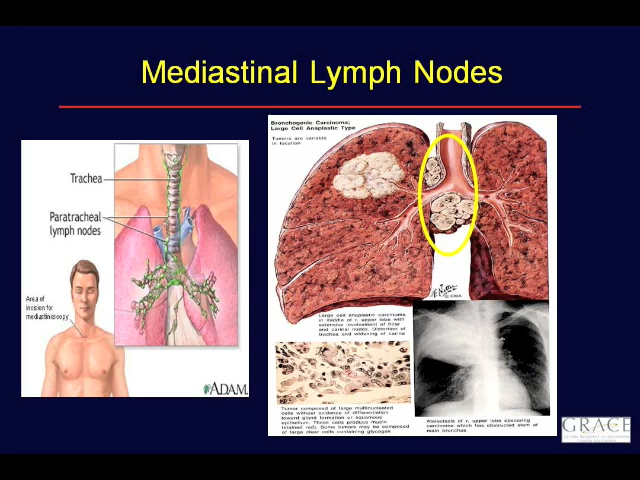 Mediastinal Lymph Nodes
Trachea
Paratracheal
lymph nodes
Area of
incision for
mediastinoscopy
ADAM
Bronchogenic Carcinoma;
Large Cell Anaplastic Type
Tumors are variable
in location
Large cell anaplastic carcinoma
in middle of r. upper lobe with
extensive involvement of hilar
and carinal nodes. Distortion of
trachea and widening of carina
Tumor composed of large multinucleated
cells without evidence of differentiation
toward gland formation or squamous
epithelium. These cells produce mucin
(stained red). Some tumors may be composed
of large clear cells containing glycogen
Atelectasis of r. upper lobe obscuring
carcinoma which has obstructed stem of
main bronchus
GRACE